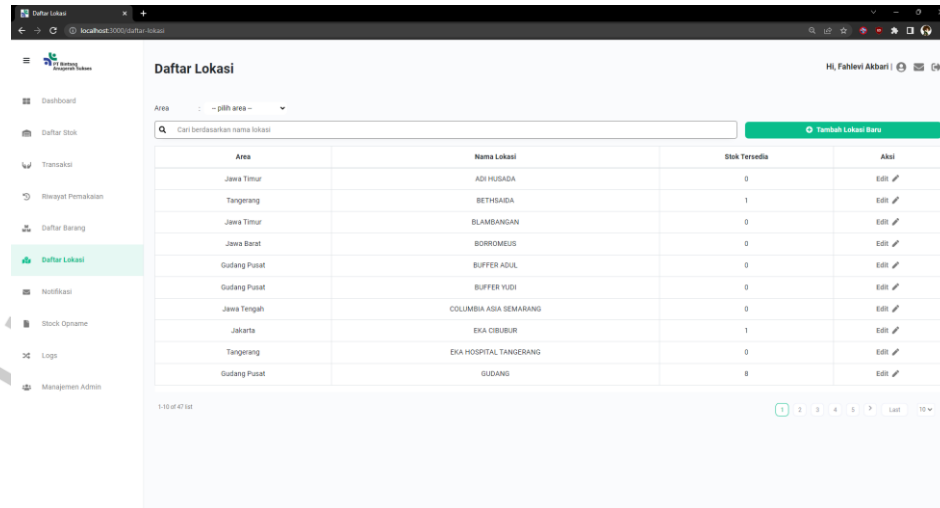 Daftar Lokasi
localhost:3000/daftar-lokasi
PT Bintang
Anugerah Sukses
Daftar Lokasi
Hi, Fahlevi Akbari |
Dashboard
Daftar Stok
Transaksi
Riwayat Pemakaian
Daftar Barang
Daftar Lokasi
Notifikasi
Stock Opname
Logs
Manajemen Admin
Area : -- pilih area --
Cari berdasarkan nama lokasi
Tambah Lokasi Baru
Area Nama Lokasi Stok Tersedia Aksi
Jawa Timur ADI HUSADA 0 Edit
Tangerang BETHSAIDA 1 Edit
Jawa Timur BLAMBANGAN 0 Edit
Jawa Barat BORROMEUS 0 Edit
Gudang Pusat BUFFER ADUL 0 Edit
Gudang Pusat BUFFER YUDI 0 Edit
Jawa Tengah COLUMBIA ASIA SEMARANG 0 Edit
Jakarta EKA CIBUBUR 1 Edit
Tangerang EKA HOSPITAL TANGERANG 0 Edit
Gudang Pusat GUDANG 8 Edit
1-10 of 47 list
1 2 3 4 5 > Last 10